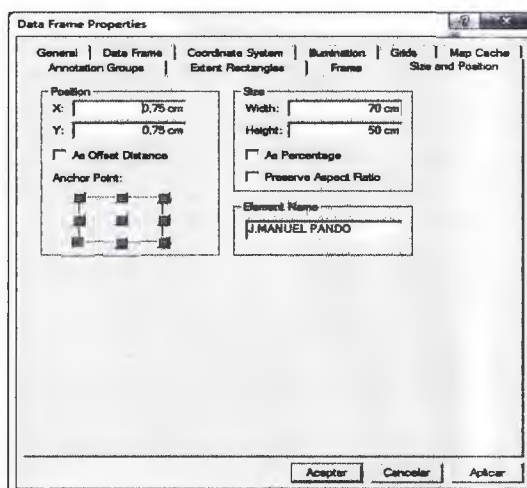 Data Frame Properties
General Data Frame Coordinate System Illumination Grids Map Cache
Annotation Groups Extent Rectangles Frame Size and Position
Position
X: 0,75 cm
Y: 0,75 cm
As Offset Distance
Anchor Point:
Size
Width: 70 cm
Height: 50 cm
As Percentage
Preserve Aspect Ratio
Element Name
J.MANUEL PANDO
Aceptar Cancelar Aplicar